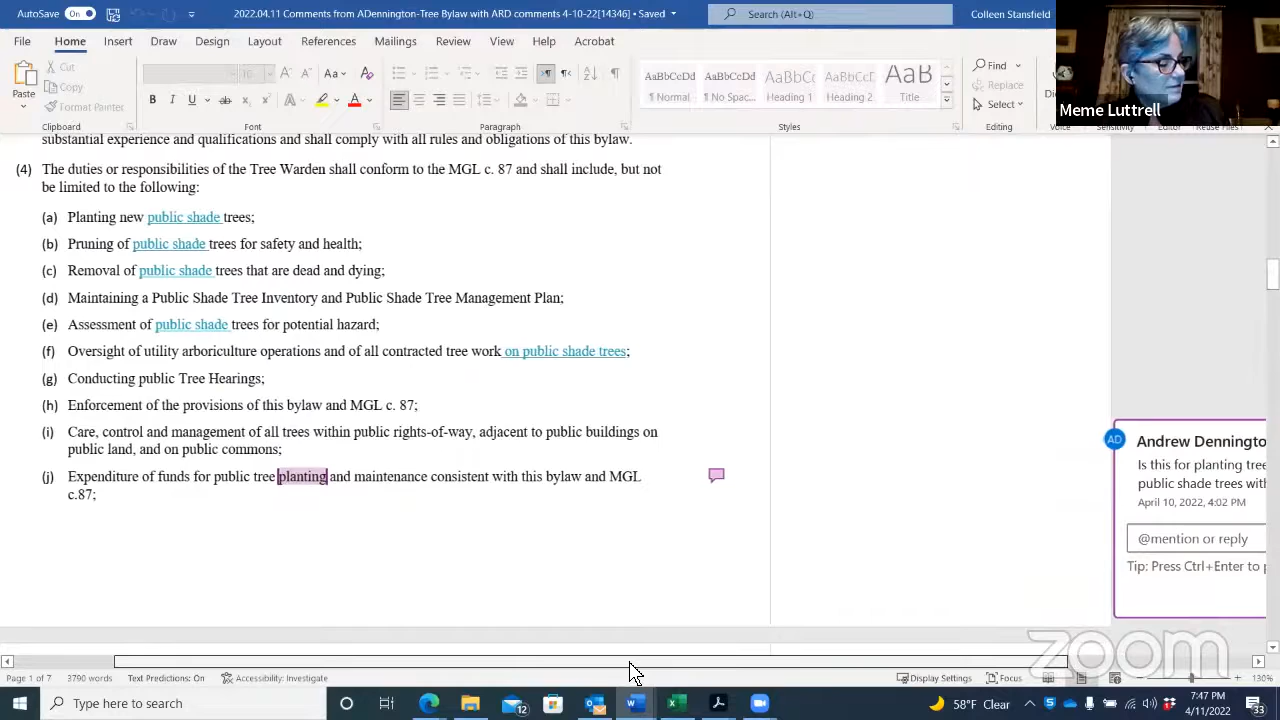 AutoSave On
2022.04.11 - PB COMMENTS with ANDREW'S ADDITIONS AND COMMENTS 4-10-22[14346] • Saved
Search (Alt+Q)
Colleen Stansfield
File Home Insert Draw Design Layout References Mailings Review View Help Acrobat
Paste
Cut
Copy
Format Painter
Clipboard
Font
Paragraph
AaBbCcDd AaBbCcDd AaBbCc AaBbCcD AaB
¶ Normal ¶ No Spac... Heading 1 Heading 2 Title
Styles
Find
Replace
Select
Editing
Meme Luttrell
substantial experience and qualifications and shall comply with all rules and obligations of this bylaw.
(4) The duties or responsibilities of the Tree Warden shall conform to the MGL c. 87 and shall include, but not
be limited to the following:
(a) Planting new public shade trees;
(b) Pruning of public shade trees for safety and health;
(c) Removal of public shade trees that are dead and dying;
(d) Maintaining a Public Shade Tree Inventory and Public Shade Tree Management Plan;
(e) Assessment of public shade trees for potential hazard;
(f) Oversight of utility arboriculture operations and of all contracted tree work on public shade trees;
(g) Conducting public Tree Hearings;
(h) Enforcement of the provisions of this bylaw and MGL c. 87;
(i) Care, control and management of all trees within public rights-of-way, adjacent to public buildings on
public land, and on public commons;
(j) Expenditure of funds for public tree planting and maintenance consistent with this bylaw and MGL
c.87;
AD Andrew Denningto
Is this for planting tree
public shade trees with
April 10, 2022, 4:02 PM
@mention or reply
Tip: Press Ctrl+Enter to p
zoom
Page 1 of 7 3790 words Text Predictions: On Accessibility: Investigate Display Settings Focus 130%
Type here to search
12
58°F Clear
7:47 PM
4/11/2022
33